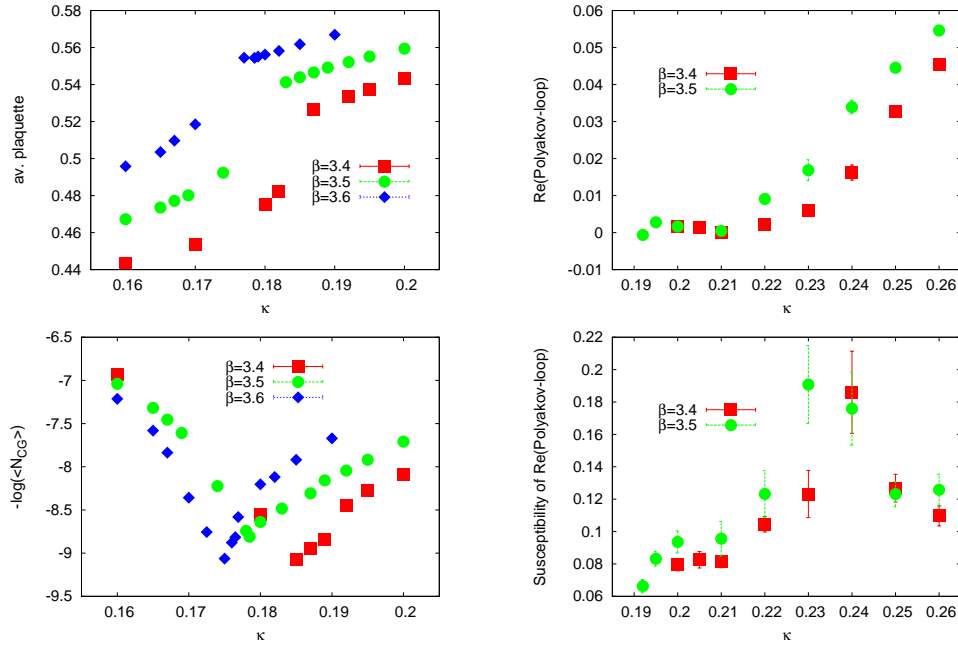 0.58
0.56
0.54
0.52
0.5
0.48
0.46
0.44
av. plaquette
β=3.4
β=3.5
β=3.6
0.16 0.17 0.18 0.19 0.2
κ
0.06
0.05
0.04
0.03
0.02
0.01
0
-0.01
Re(Polyakov-loop)
β=3.4
β=3.5
0.19 0.2 0.21 0.22 0.23 0.24 0.25 0.26
κ
-6.5
-7
-7.5
-8
-8.5
-9
-9.5
-log(<N_CG>)
β=3.4
β=3.5
β=3.6
0.16 0.17 0.18 0.19 0.2
κ
0.22
0.2
0.18
0.16
0.14
0.12
0.1
0.08
0.06
Susceptibility of Re(Polyakov-loop)
β=3.4
β=3.5
0.19 0.2 0.21 0.22 0.23 0.24 0.25 0.26
κ